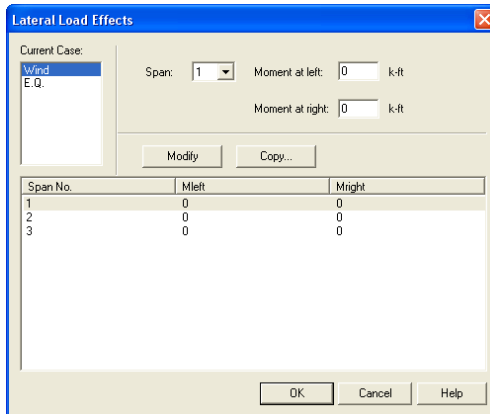 Lateral Load Effects
Current Case:
Wind
E.Q.
Span: 1 Moment at left: 0 k-ft
Moment at right: 0 k-ft
Modify Copy...
Span No. Mleft Mright
1 0 0
2 0 0
3 0 0
OK Cancel Help